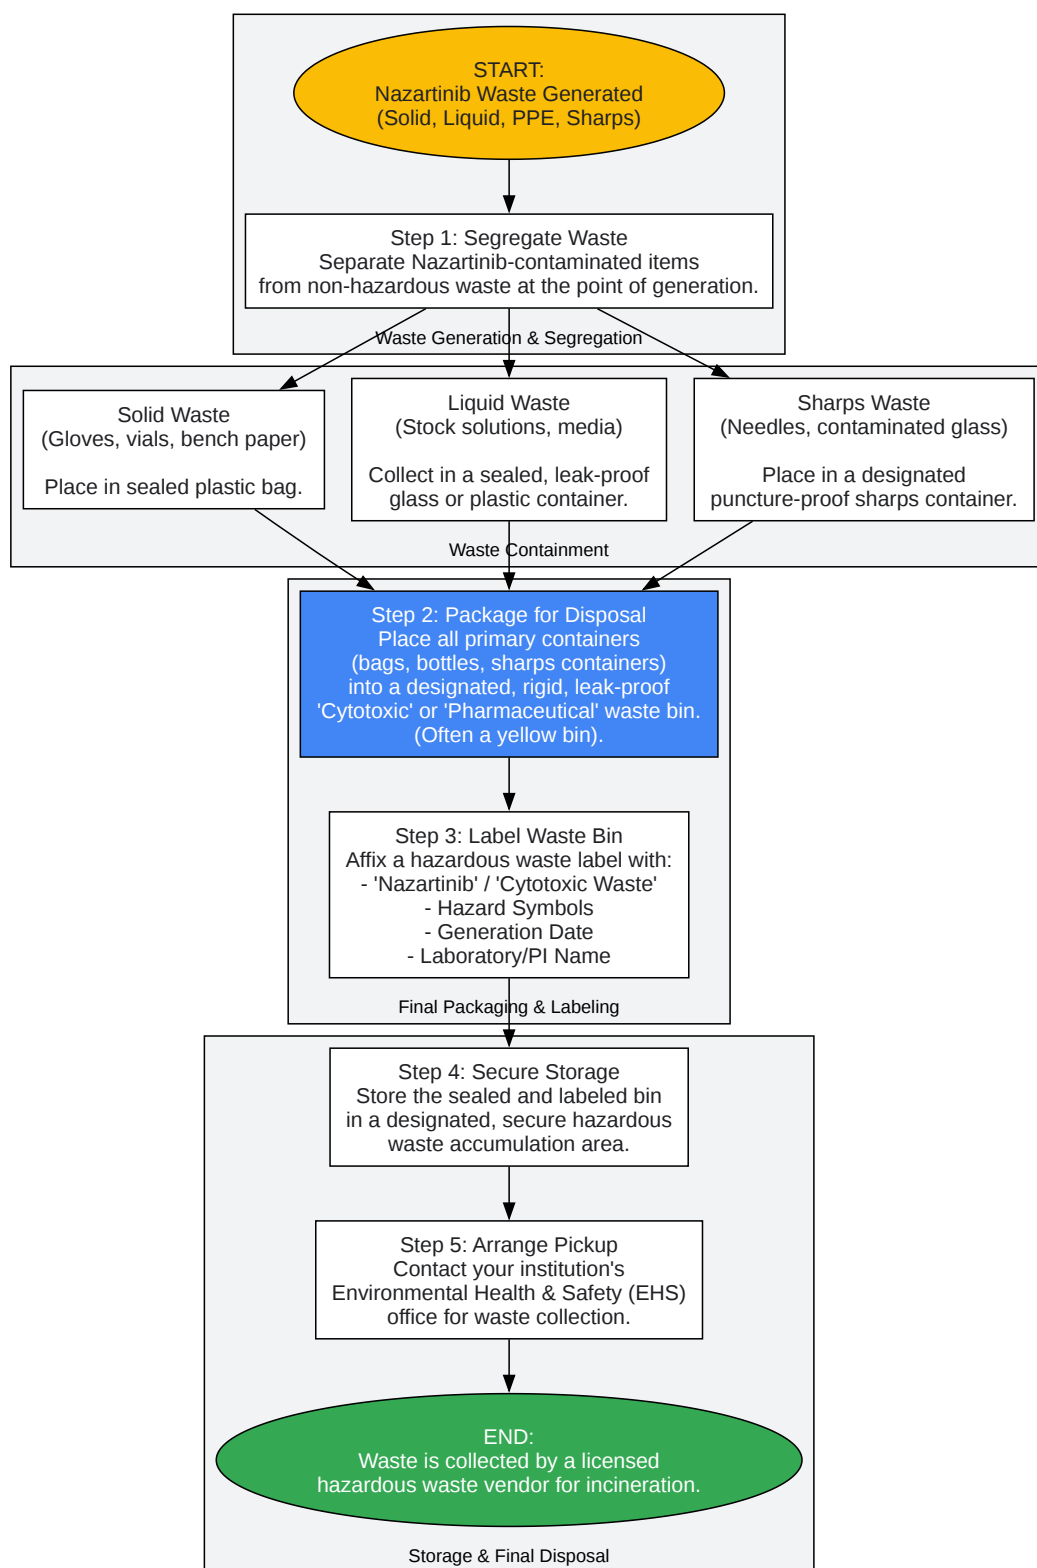 START:
Nazartinib Waste Generated
(Solid, Liquid, PPE, Sharps)
Step 1: Segregate Waste
Separate Nazartinib-contaminated items
from non-hazardous waste at the point of generation.
Waste Generation & Segregation
Solid Waste
(Gloves, vials, bench paper)
Place in sealed plastic bag.
Liquid Waste
(Stock solutions, media)
Collect in a sealed, leak-proof
glass or plastic container.
Sharps Waste
(Needles, contaminated glass)
Place in a designated
puncture-proof sharps container.
Waste Containment
Step 2: Package for Disposal
Place all primary containers
(bags, bottles, sharps containers)
into a designated, rigid, leak-proof
'Cytotoxic' or 'Pharmaceutical' waste bin.
(Often a yellow bin).
Step 3: Label Waste Bin
Affix a hazardous waste label with:
- 'Nazartinib' / 'Cytotoxic Waste'
- Hazard Symbols
- Generation Date
- Laboratory/PI Name
Final Packaging & Labeling
Step 4: Secure Storage
Store the sealed and labeled bin
in a designated, secure hazardous
waste accumulation area.
Step 5: Arrange Pickup
Contact your institution's
Environmental Health & Safety (EHS)
office for waste collection.
END:
Waste is collected by a licensed
hazardous waste vendor for incineration.
Storage & Final Disposal